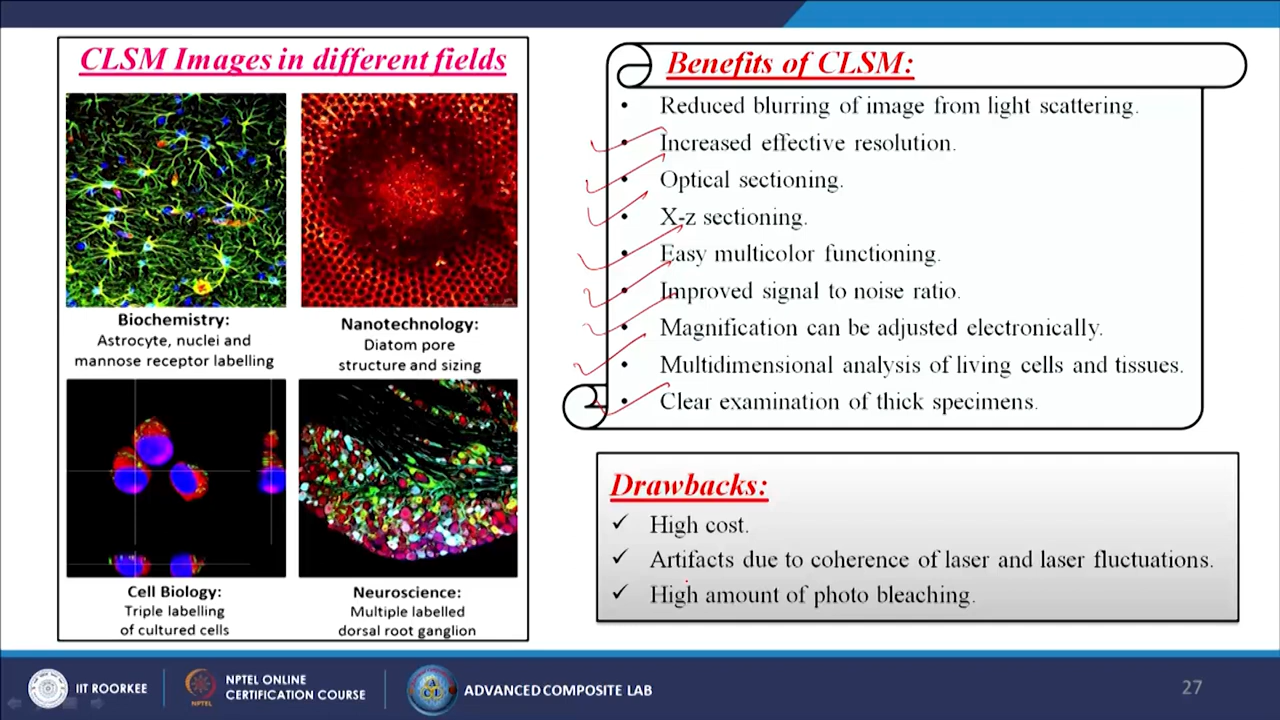 CLSM Images in different fields
Biochemistry:
Astrocyte, nuclei and
mannose receptor labelling
Nanotechnology:
Diatom pore
structure and sizing
Cell Biology:
Triple labelling
of cultured cells
Neuroscience:
Multiple labelled
dorsal root ganglion
Benefits of CLSM:
• Reduced blurring of image from light scattering.
• Increased effective resolution.
• Optical sectioning.
• X-z sectioning.
• Easy multicolor functioning.
• Improved signal to noise ratio.
• Magnification can be adjusted electronically.
• Multidimensional analysis of living cells and tissues.
• Clear examination of thick specimens.
Drawbacks:
✓ High cost.
✓ Artifacts due to coherence of laser and laser fluctuations.
✓ High amount of photo bleaching.
IIT ROORKEE
NPTEL
NPTEL ONLINE
CERTIFICATION COURSE
ADVANCED COMPOSITE LAB
27